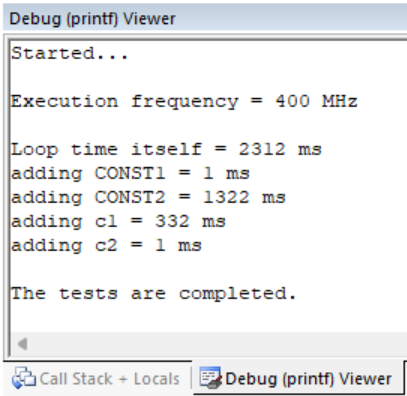 Debug (printf) Viewer
Started...
Execution frequency = 400 MHz
Loop time itself = 2312 ms
adding CONST1 = 1 ms
adding CONST2 = 1322 ms
adding c1 = 332 ms
adding c2 = 1 ms
The tests are completed.
Call Stack + Locals Debug (printf) Viewer